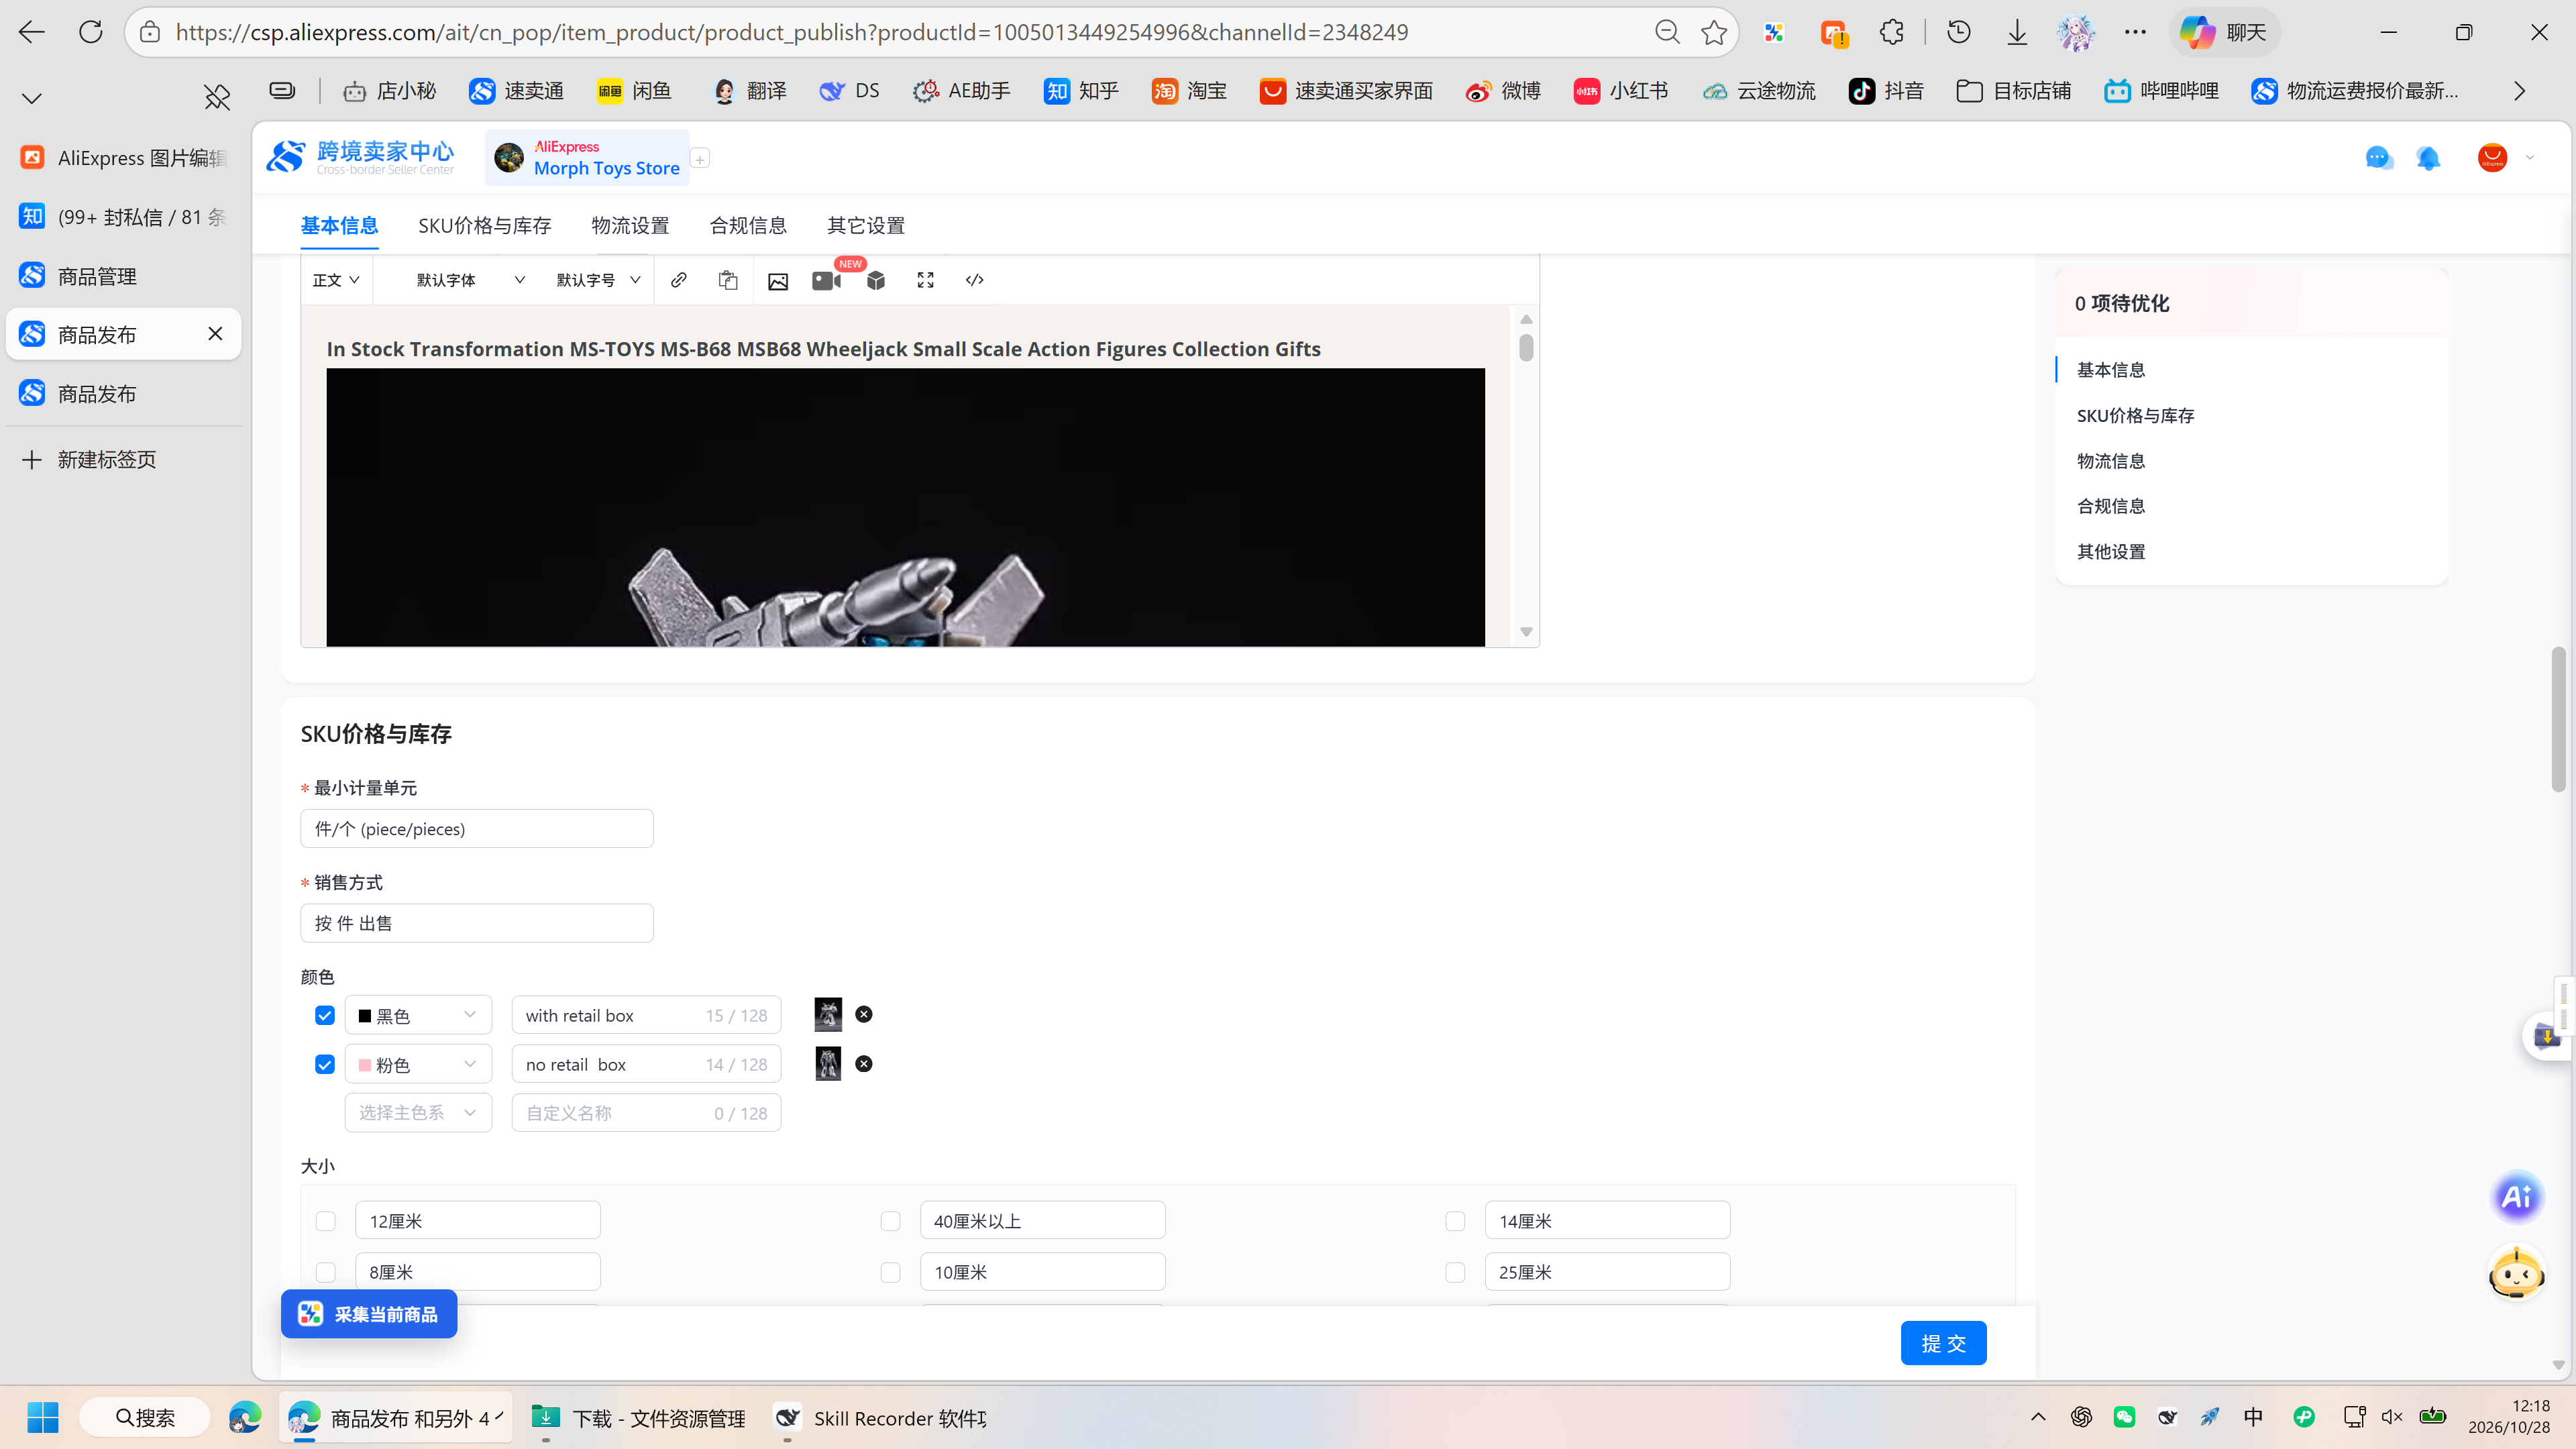 https://csp.aliexpress.com/ait/cn_pop/item_product/product_publish?productId=1005013449254996&channelId=2348249
聊天
店小秘
速卖通
闲鱼
闲鱼
翻译
DS
AE助手
知
知乎
淘
淘宝
速卖通买家界面
微博
小红书
小红书
云途物流
抖音
目标店铺
哔哩哔哩
物流运费报价最新...
AliExpress 图片编辑
知
(99+ 封私信 / 81 条
商品管理
商品发布
商品发布
新建标签页
跨境卖家中心
Cross-border Seller Center
AliExpress
Morph Toys Store
基本信息
SKU价格与库存
物流设置
合规信息
其它设置
正文
默认字体
默认字号
NEW
In Stock Transformation MS-TOYS MS-B68 MSB68 Wheeljack Small Scale Action Figures Collection Gifts
0 项待优化
基本信息
SKU价格与库存
物流信息
合规信息
其他设置
SKU价格与库存
* 最小计量单元
件/个 (piece/pieces)
* 销售方式
按 件 出售
颜色
黑色
with retail box
15 / 128
粉色
no retail  box
14 / 128
选择主色系
自定义名称
0 / 128
大小
12厘米
40厘米以上
14厘米
8厘米
10厘米
25厘米
采集当前商品
提 交
Ai
搜索
商品发布 和另外 4
下载 - 文件资源管理
Skill Recorder 软件
中
12:18
2026/10/28